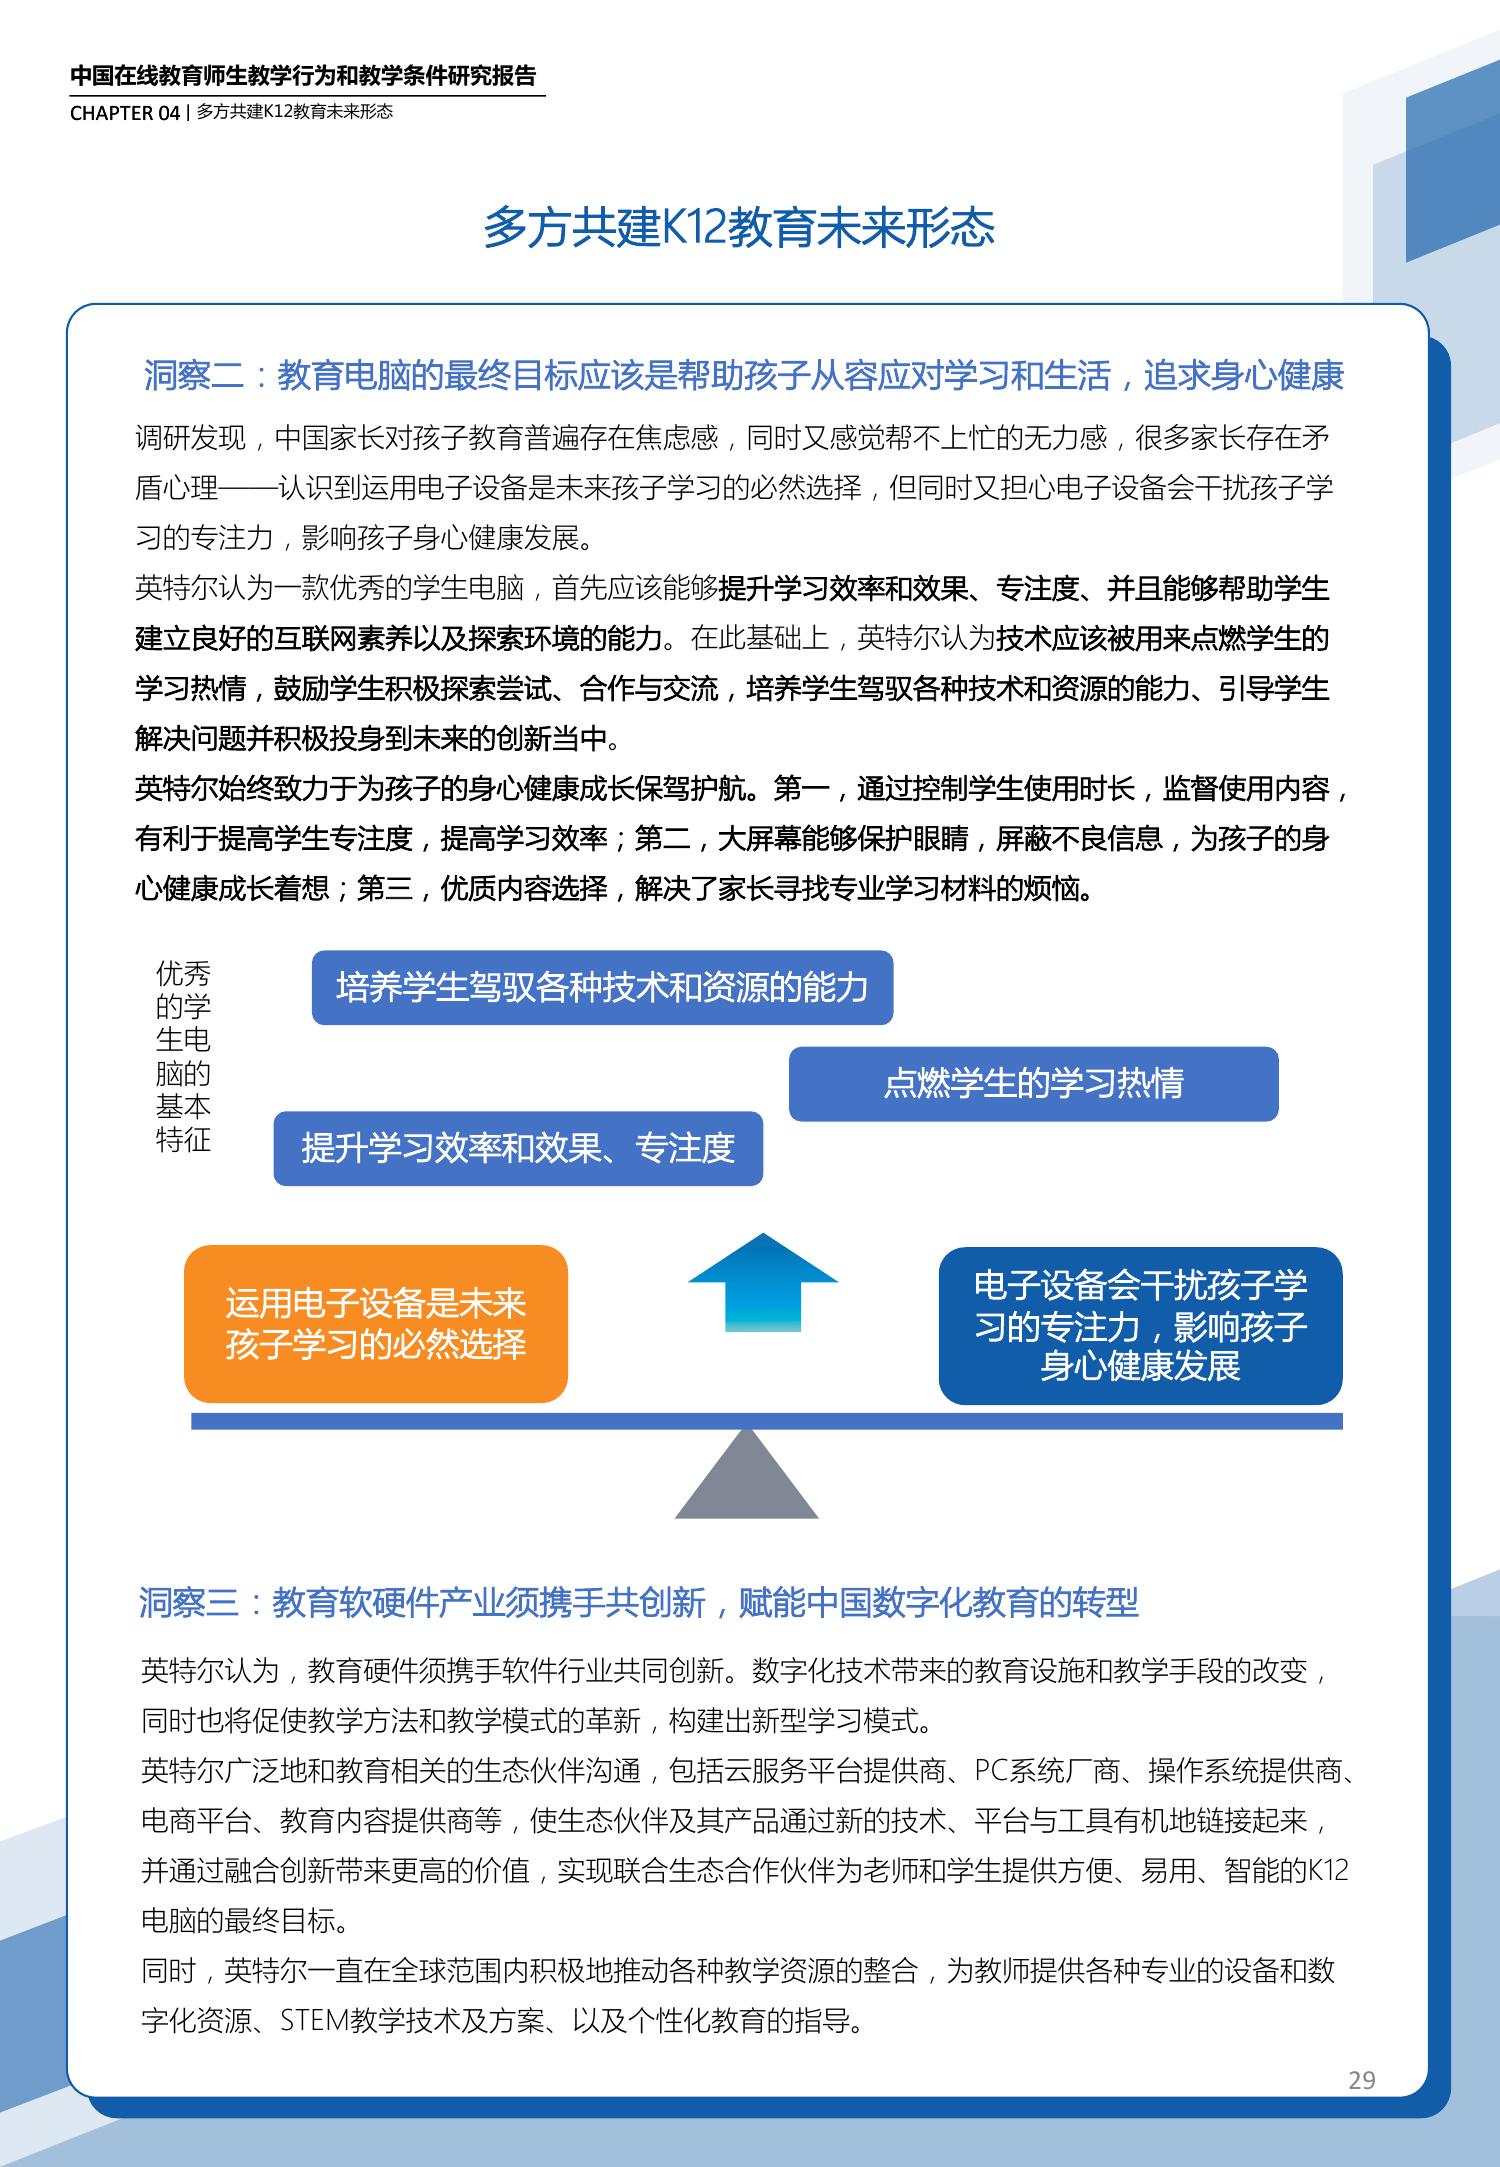 中国在线教育师生教学行为和教学条件研究报告
CHAPTER 04 | 多方共建K12教育未来形态
多方共建K12教育未来形态
洞察二：教育电脑的最终目标应该是帮助孩子从容应对学习和生活，追求身心健康
调研发现，中国家长对孩子教育普遍存在焦虑感，同时又感觉帮不上忙的无力感，很多家长存在矛
盾心理——认识到运用电子设备是未来孩子学习的必然选择，但同时又担心电子设备会干扰孩子学
习的专注力，影响孩子身心健康发展。
英特尔认为一款优秀的学生电脑，首先应该能够提升学习效率和效果、专注度、并且能够帮助学生
建立良好的互联网素养以及探索环境的能力。在此基础上，英特尔认为技术应该被用来点燃学生的
学习热情，鼓励学生积极探索尝试、合作与交流，培养学生驾驭各种技术和资源的能力、引导学生
解决问题并积极投身到未来的创新当中。
英特尔始终致力于为孩子的身心健康成长保驾护航。第一，通过控制学生使用时长，监督使用内容，
有利于提高学生专注度，提高学习效率；第二，大屏幕能够保护眼睛，屏蔽不良信息，为孩子的身
心健康成长着想；第三，优质内容选择，解决了家长寻找专业学习材料的烦恼。
优秀
的学
生电
脑的
基本
特征
培养学生驾驭各种技术和资源的能力
点燃学生的学习热情
提升学习效率和效果、专注度
运用电子设备是未来
孩子学习的必然选择
电子设备会干扰孩子学
习的专注力，影响孩子
身心健康发展
洞察三：教育软硬件产业须携手共创新，赋能中国数字化教育的转型
英特尔认为，教育硬件须携手软件行业共同创新。数字化技术带来的教育设施和教学手段的改变，
同时也将促使教学方法和教学模式的革新，构建出新型学习模式。
英特尔广泛地和教育相关的生态伙伴沟通，包括云服务平台提供商、PC系统厂商、操作系统提供商、
电商平台、教育内容提供商等，使生态伙伴及其产品通过新的技术、平台与工具有机地链接起来，
并通过融合创新带来更高的价值，实现联合生态合作伙伴为老师和学生提供方便、易用、智能的K12
电脑的最终目标。
同时，英特尔一直在全球范围内积极地推动各种教学资源的整合，为教师提供各种专业的设备和数
字化资源、STEM教学技术及方案、以及个性化教育的指导。
29